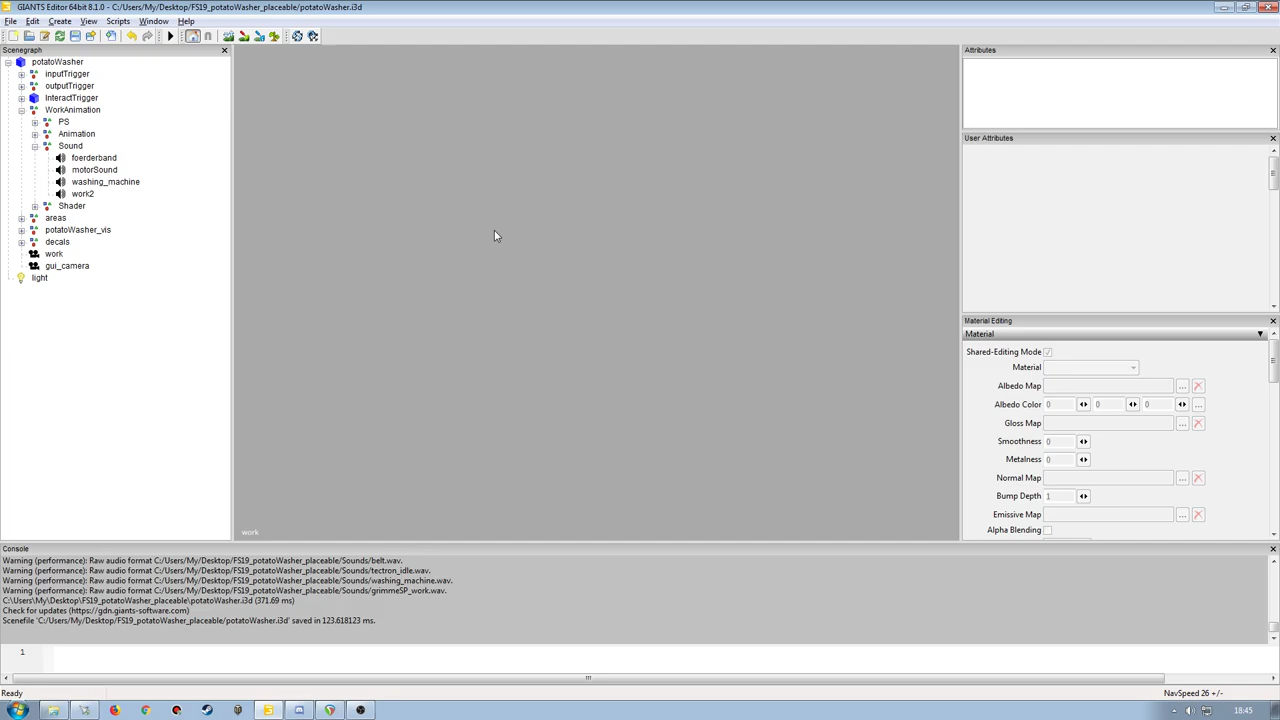 GIANTS Editor 64bit 8.1.0 - C:/Users/My/Desktop/FS19_potatoWasher_placeable/potatoWasher.i3d
File Edit Create View Scripts Window Help
Scenegraph
potatoWasher
inputTrigger
outputTrigger
InteractTrigger
WorkAnimation
PS
Animation
Sound
foerderband
motorSound
washing_machine
work2
Shader
areas
potatoWasher_vis
decals
work
gui_camera
light
work
Attributes
User Attributes
Material Editing
Material
Shared-Editing Mode
Material
Albedo Map
Albedo Color 0 0 0
Gloss Map
Smoothness 0
Metalness 0
Normal Map
Bump Depth 1
Emissive Map
Alpha Blending
Console
Warning (performance): Raw audio format C:/Users/My/Desktop/FS19_potatoWasher_placeable/Sounds/belt.wav.
Warning (performance): Raw audio format C:/Users/My/Desktop/FS19_potatoWasher_placeable/Sounds/tectron_idle.wav.
Warning (performance): Raw audio format C:/Users/My/Desktop/FS19_potatoWasher_placeable/Sounds/washing_machine.wav.
Warning (performance): Raw audio format C:/Users/My/Desktop/FS19_potatoWasher_placeable/Sounds/grimmeSP_work.wav.
C:\Users\My\Desktop\FS19_potatoWasher_placeable\potatoWasher.i3d (371.69 ms)
Check for updates (https://gdn.giants-software.com)
Scenefile 'C:/Users/My/Desktop/FS19_potatoWasher_placeable/potatoWasher.i3d' saved in 123.618123 ms.
1
Ready
NavSpeed 26 +/-
18:45